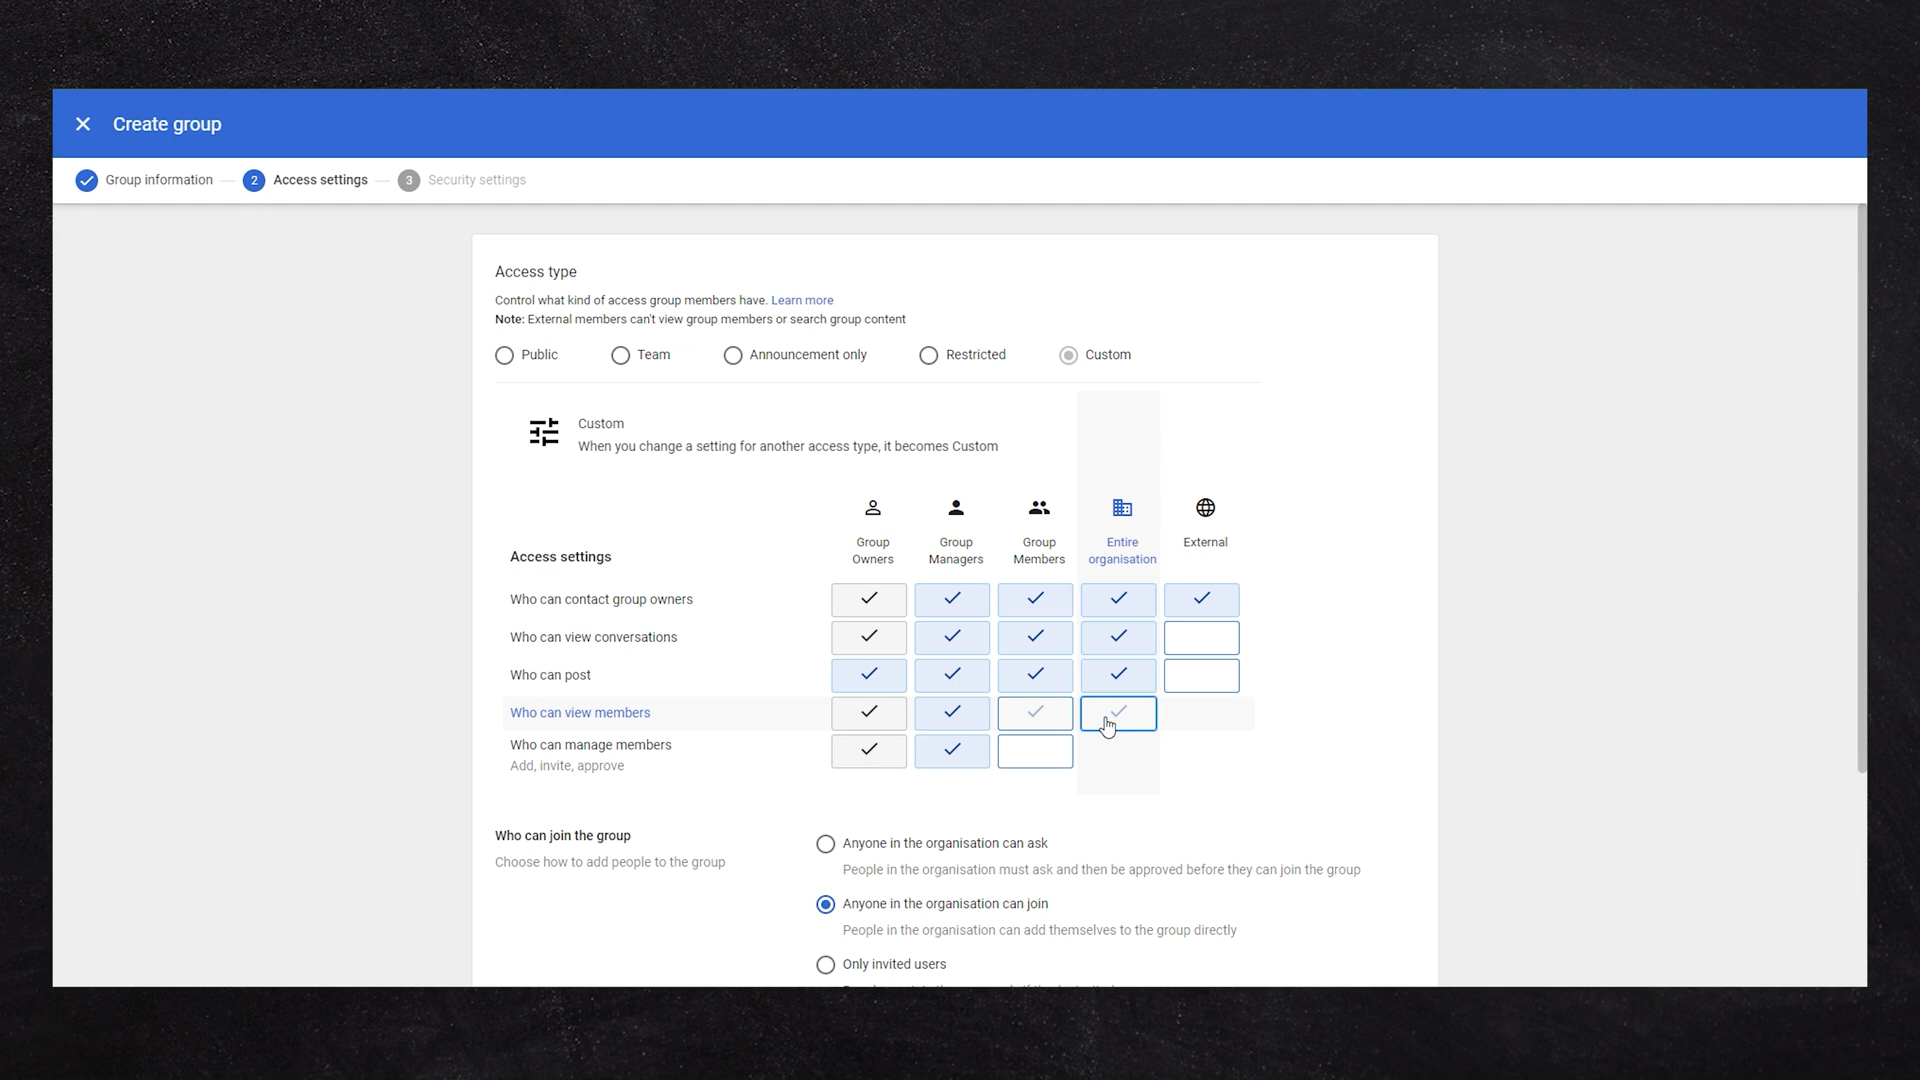 Create group
Group information
2
Access settings
3
Security settings
Access type
Control what kind of access group members have. Learn more
Note: External members can't view group members or search group content
Public
Team
Announcement only
Restricted
Custom
Custom
When you change a setting for another access type, it becomes Custom
Access settings
Group
Owners
Group
Managers
Group
Members
Entire
organisation
External
Who can contact group owners
Who can view conversations
Who can post
Who can view members
Who can manage members
Add, invite, approve
Who can join the group
Choose how to add people to the group
Anyone in the organisation can ask
People in the organisation must ask and then be approved before they can join the group
Anyone in the organisation can join
People in the organisation can add themselves to the group directly
Only invited users